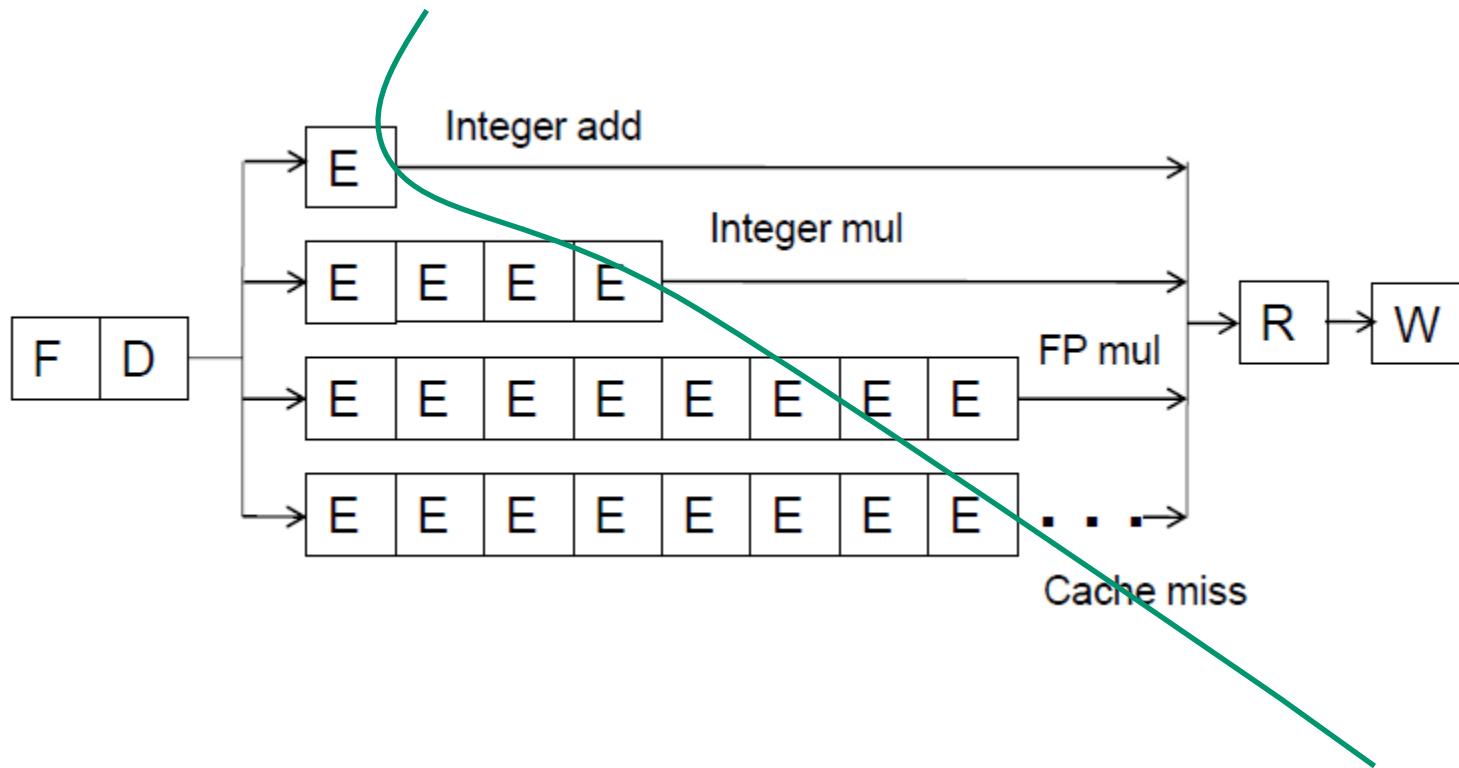 Integer add
E
Integer mul
E E E E
F D
R W
FP mul
E E E E E E E E
E E E E E E E E . . .
Cache miss